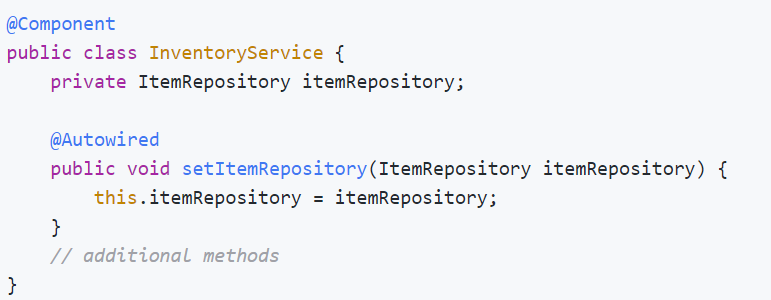 @Component
public class InventoryService {
    private ItemRepository itemRepository;

    @Autowired
    public void setItemRepository(ItemRepository itemRepository) {
        this.itemRepository = itemRepository;
    }
    // additional methods
}